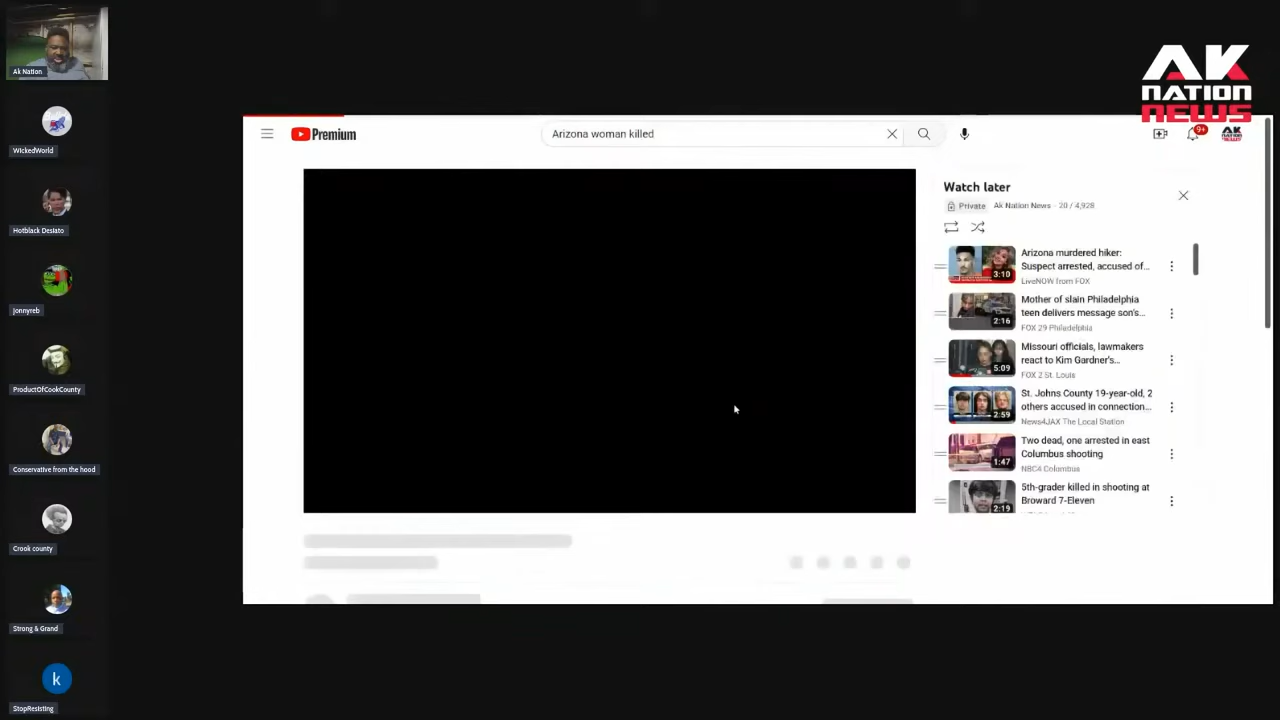 Ak Nation
WickedWorld
Hotblack Desiato
Jonnyreb
ProductOfCookCounty
Conservative from the hood
Crook county
Strong & Grand
k
StopResisting
AK
NATION
NEWS
Premium
Arizona woman killed
9+
Watch later
Private Ak Nation News - 20 / 4,928
Arizona murdered hiker:
Suspect arrested, accused of...
LiveNOW from FOX
3:10
Mother of slain Philadelphia
teen delivers message son's...
FOX 29 Philadelphia
2:16
Missouri officials, lawmakers
react to Kim Gardner's...
FOX 2 St. Louis
5:09
St. Johns County 19-year-old, 2
others accused in connection...
News4JAX The Local Station
2:59
Two dead, one arrested in east
Columbus shooting
NBC4 Columbus
1:47
5th-grader killed in shooting at
Broward 7-Eleven
2:19